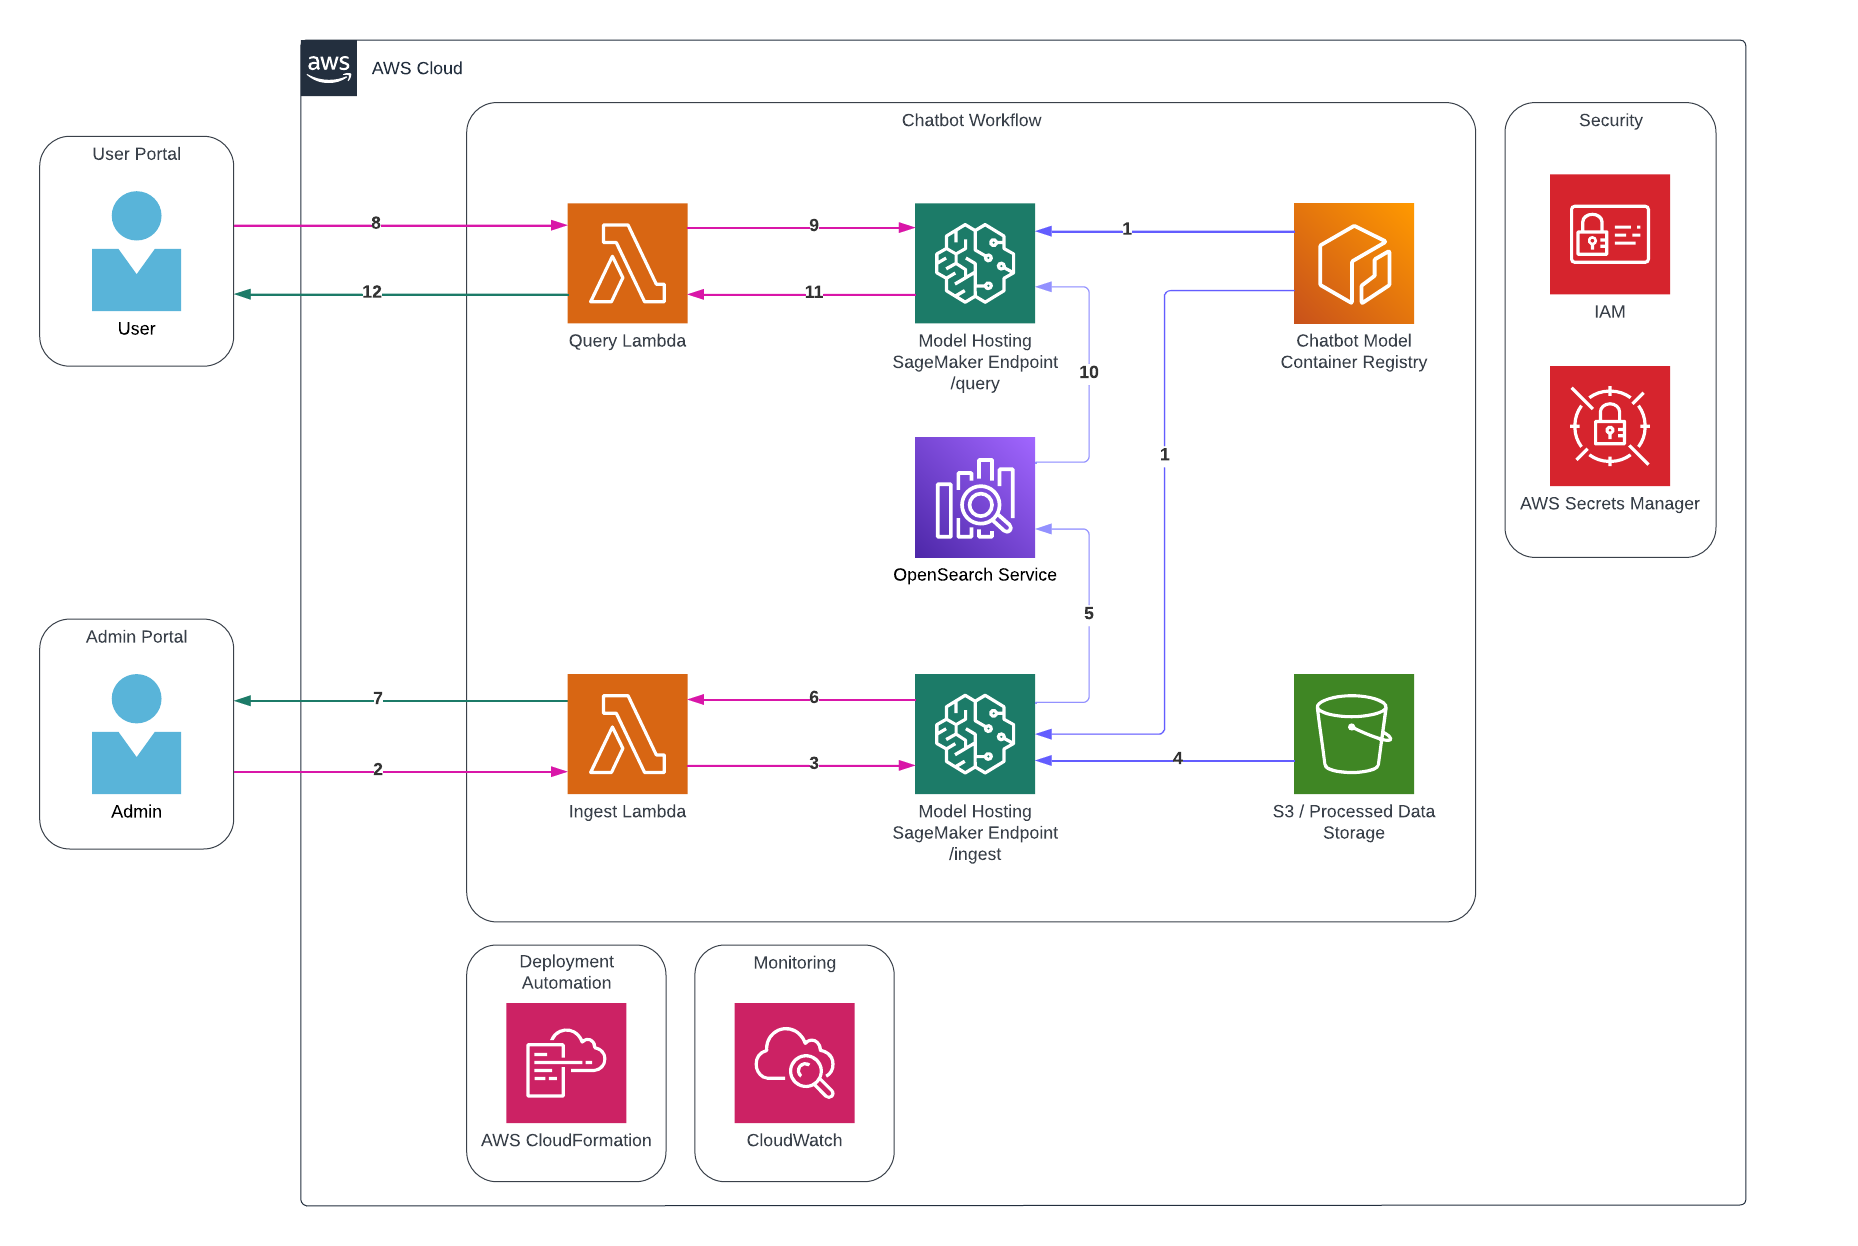 aws
AWS Cloud
Chatbot Workflow
Security
User Portal
User
8
12
Query Lambda
9
11
Model Hosting
SageMaker Endpoint
/query
1
Chatbot Model
Container Registry
10
1
IAM
AWS Secrets Manager
OpenSearch Service
5
Admin Portal
Admin
7
2
Ingest Lambda
6
3
Model Hosting
SageMaker Endpoint
/ingest
4
S3 / Processed Data
Storage
Deployment
Automation
AWS CloudFormation
Monitoring
CloudWatch